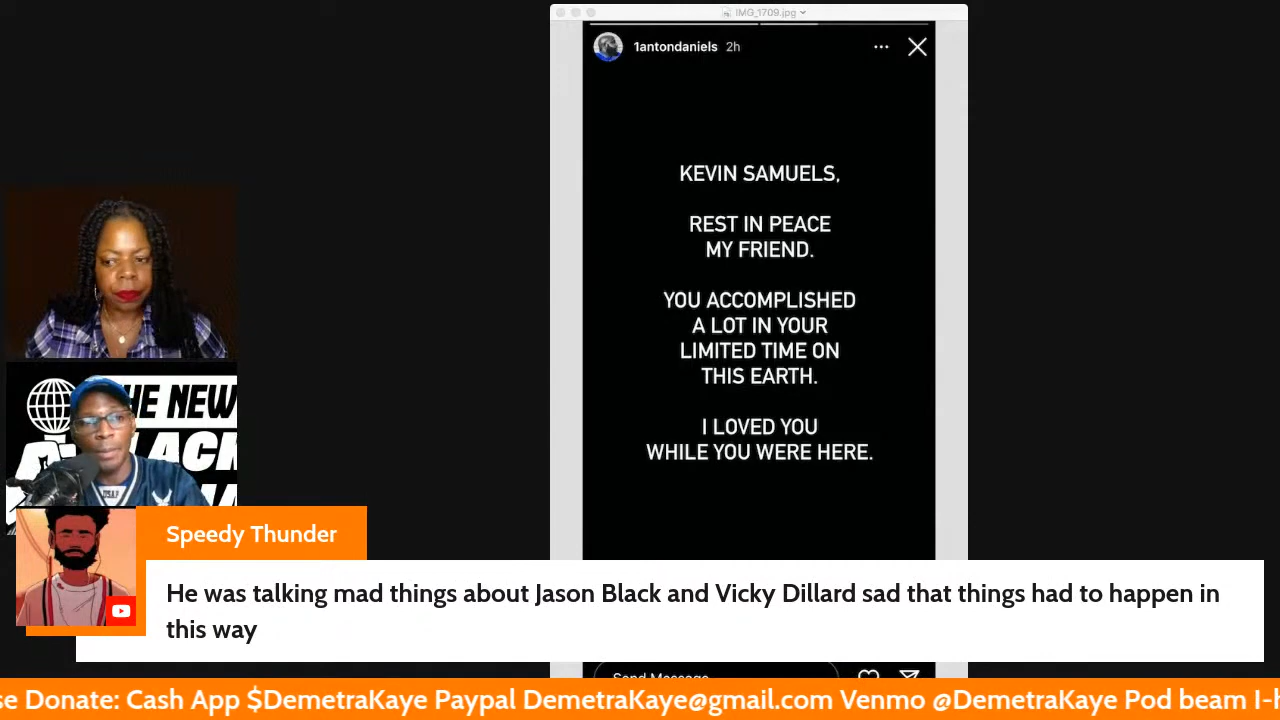 IMG_1709.jpg
1antondaniels 2h
KEVIN SAMUELS,
REST IN PEACE
MY FRIEND.
YOU ACCOMPLISHED
A LOT IN YOUR
LIMITED TIME ON
THIS EARTH.
I LOVED YOU
WHILE YOU WERE HERE.
THE NEW
BLACK
USAF
Speedy Thunder
He was talking mad things about Jason Black and Vicky Dillard sad that things had to happen in
this way
Send Message
se Donate: Cash App $DemetraKaye Paypal DemetraKaye@gmail.com Venmo @DemetraKaye Pod beam I-h